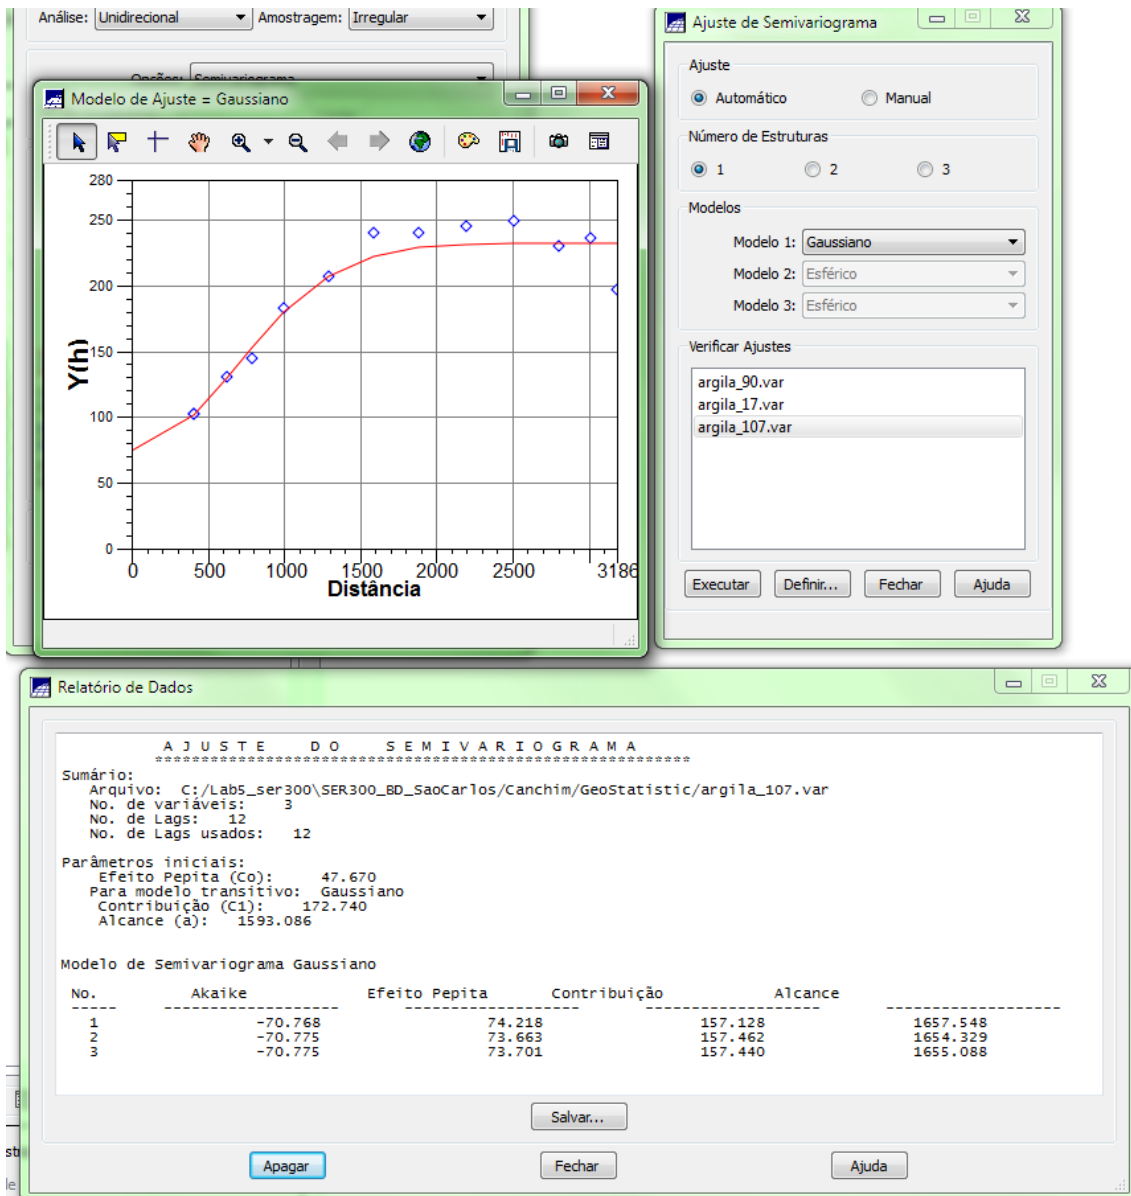 Análise: Unidirecional Amostragem: Irregular
Opções: Semivariograma
Modelo de Ajuste = Gaussiano
280
250
200
150
100
50
0
Y(h)
0 500 1000 1500 2000 2500 3186
Distância
Ajuste de Semivariograma
Ajuste
Automático Manual
Número de Estruturas
1 2 3
Modelos
Modelo 1: Gaussiano
Modelo 2: Esférico
Modelo 3: Esférico
Verificar Ajustes
argila_90.var
argila_17.var
argila_107.var
Executar Definir... Fechar Ajuda
Relatório de Dados
A J U S T E D O S E M I V A R I O G R A M A
***********************************************************
Sumário:
Arquivo: C:/Lab5_ser300\SER300_BD_SaoCarlos/Canchim/GeoStatistic/argila_107.var
No. de variáveis: 3
No. de Lags: 12
No. de Lags usados: 12
Parâmetros iniciais:
Efeito Pepita (Co): 47.670
Para modelo transitivo: Gaussiano
Contribuição (C1): 172.740
Alcance (a): 1593.086
Modelo de Semivariograma Gaussiano
No. Akaike Efeito Pepita Contribuição Alcance
----- ------------------- ------------------- ------------------- -------------------
1 -70.768 74.218 157.128 1657.548
2 -70.775 73.663 157.462 1654.329
3 -70.775 73.701 157.440 1655.088
Salvar...
Apagar Fechar Ajuda